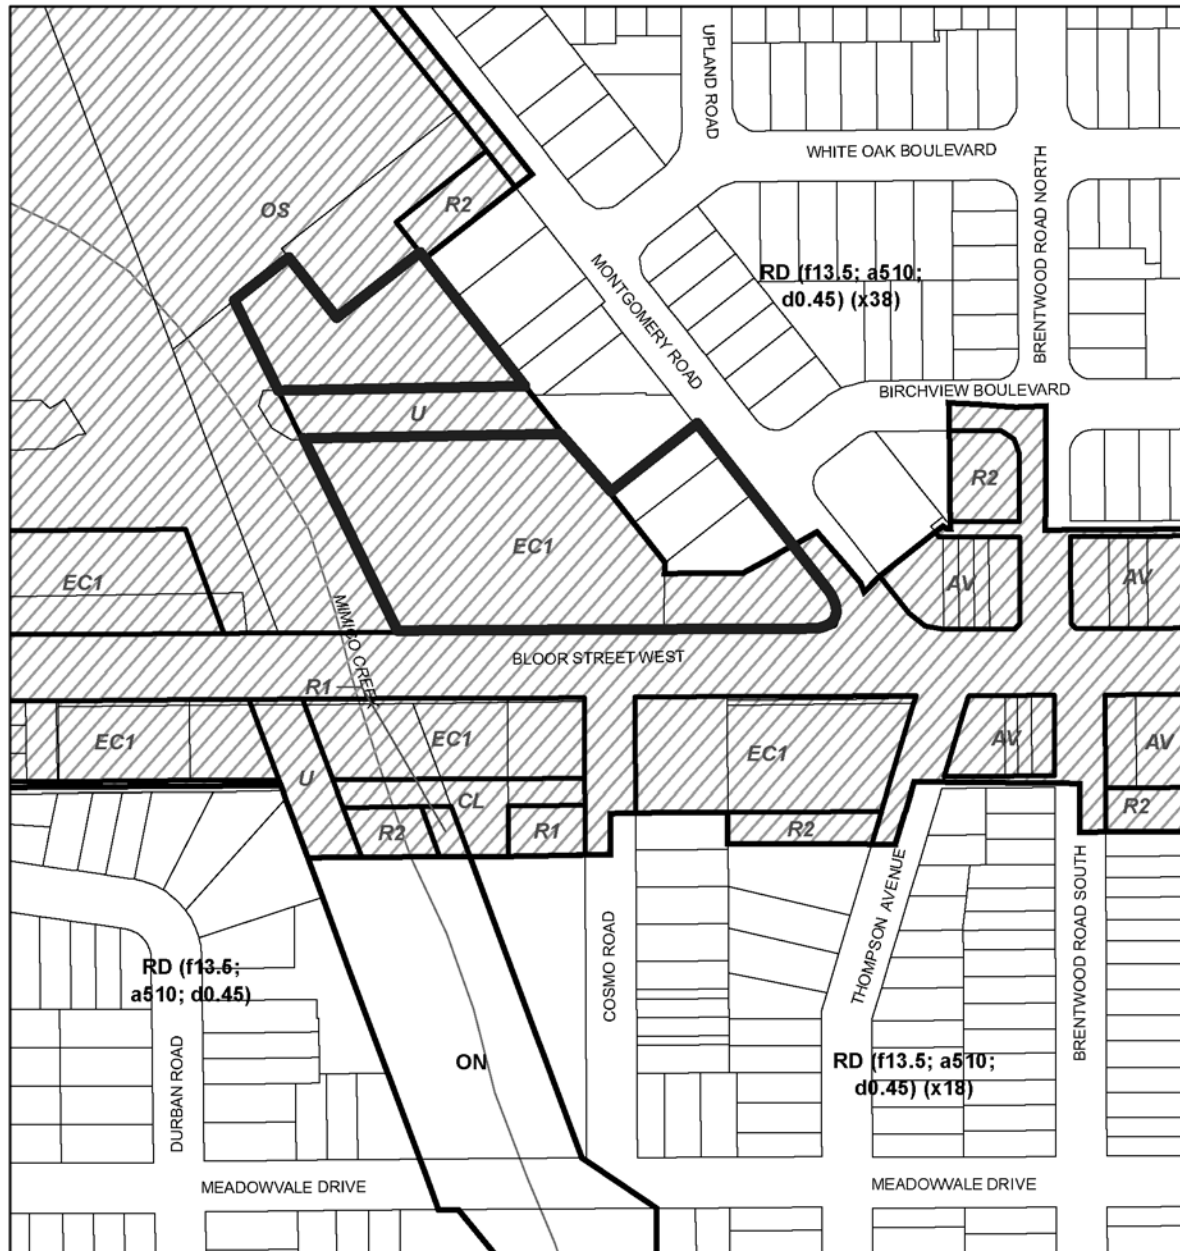 UPLAND ROAD
WHITE OAK BOULEVARD
BRENTWOOD ROAD NORTH
OS
R2
MONTGOMERY ROAD
RD (f13.5; a510;
d0.45) (x38)
BIRCHVIEW BOULEVARD
U
R2
EC1
EC1
AV
AV
MIMICO CREEK
BLOOR STREET WEST
R1
EC1
EC1
EC1
AV
AV
U
CL
R2
R1
R2
R2
THOMPSON AVENUE
BRENTWOOD ROAD SOUTH
COSMO ROAD
RD (f13.5;
a510; d0.45)
ON
RD (f13.5; a510;
d0.45) (x18)
DURBAN ROAD
MEADOWVALE DRIVE
MEADOWVALE DRIVE